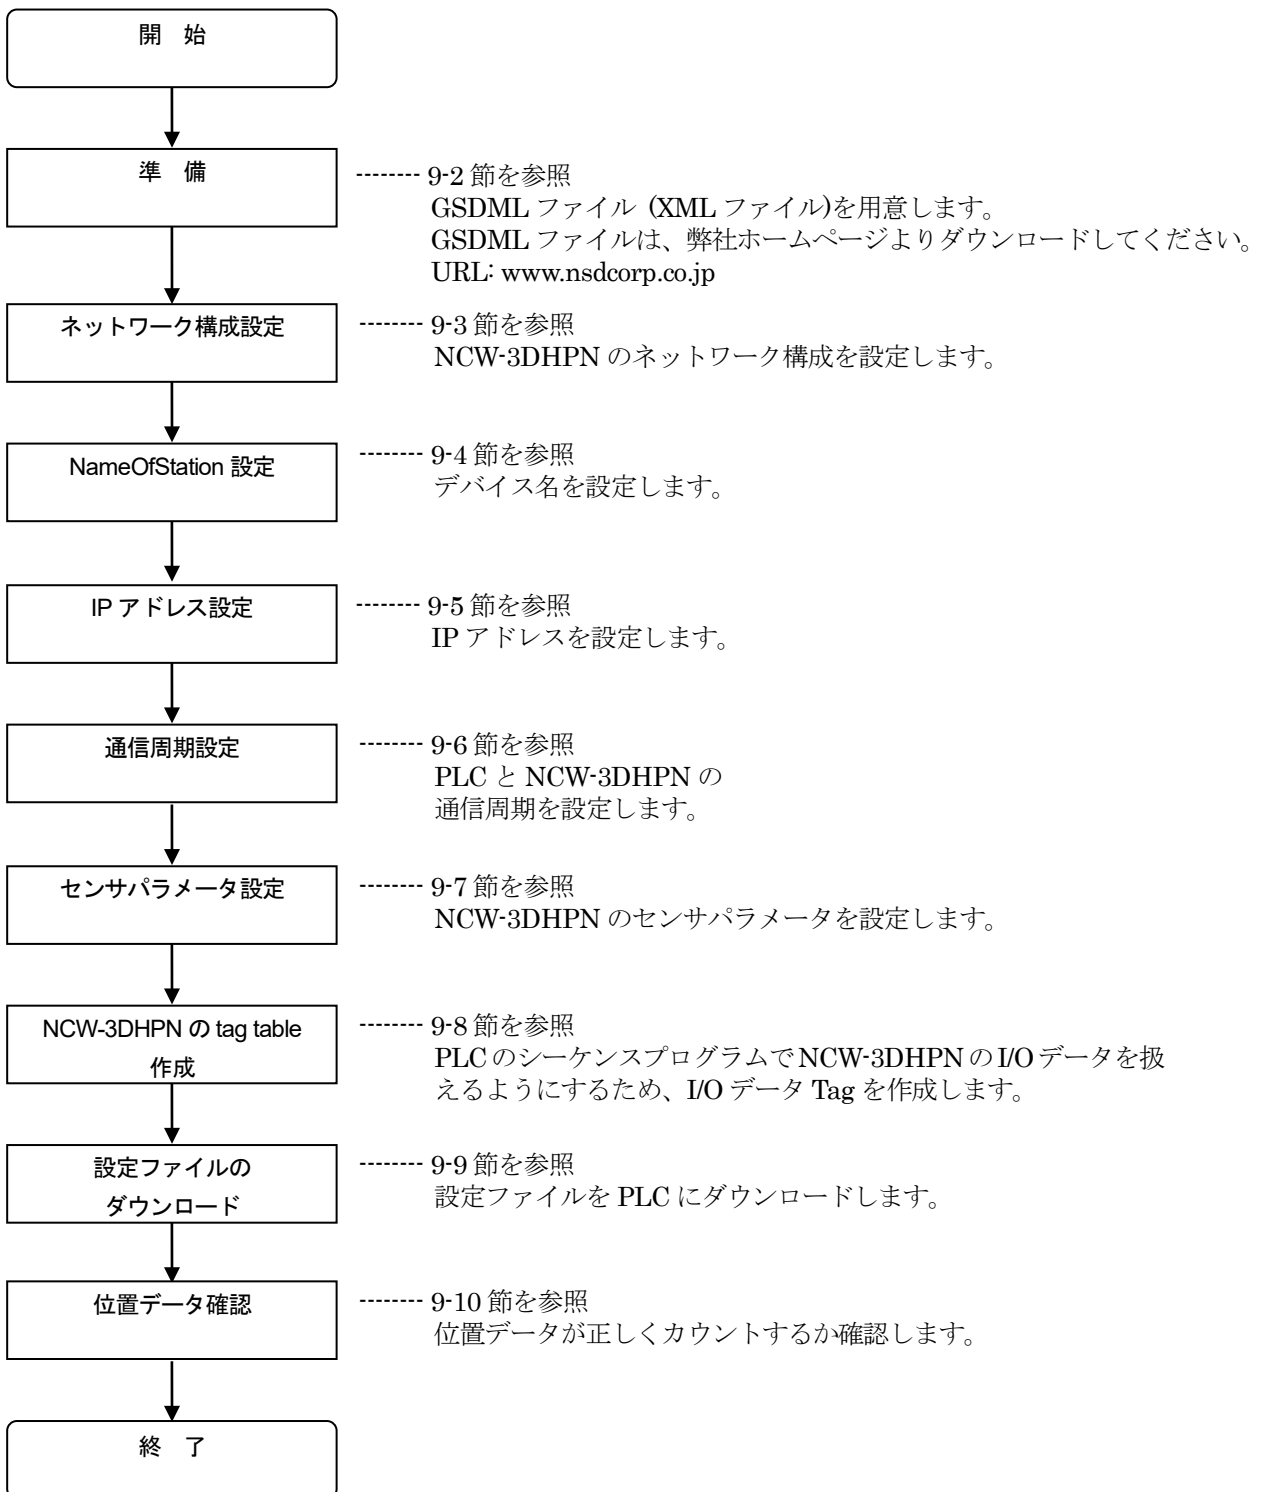 開　始
準　備
-------- 9-2 節を参照
GSDML ファイル (XML ファイル)を用意します。
GSDML ファイルは、弊社ホームページよりダウンロードしてください。
URL: www.nsdcorp.co.jp
ネットワーク構成設定
-------- 9-3 節を参照
NCW-3DHPN のネットワーク構成を設定します。
NameOfStation 設定
-------- 9-4 節を参照
デバイス名を設定します。
IP アドレス設定
-------- 9-5 節を参照
IP アドレスを設定します。
通信周期設定
-------- 9-6 節を参照
PLC と NCW-3DHPN の
通信周期を設定します。
センサパラメータ設定
-------- 9-7 節を参照
NCW-3DHPN のセンサパラメータを設定します。
NCW-3DHPN の tag table
作成
-------- 9-8 節を参照
PLC のシーケンスプログラムで NCW-3DHPN の I/O データを扱
えるようにするため、I/O データ Tag を作成します。
設定ファイルの
ダウンロード
-------- 9-9 節を参照
設定ファイルを PLC にダウンロードします。
位置データ確認
-------- 9-10 節を参照
位置データが正しくカウントするか確認します。
終　了